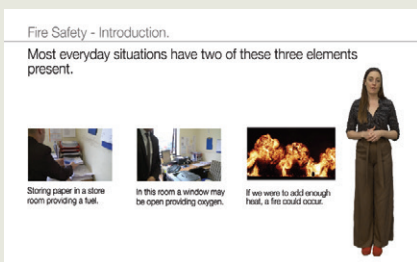 Fire Safety - Introduction.
Most everyday situations have two of these three elements
present.
Storing paper in a store
room providing a fuel.
In this room a window may
be open providing oxygen.
If we were to add enough
heat, a fire could occur.